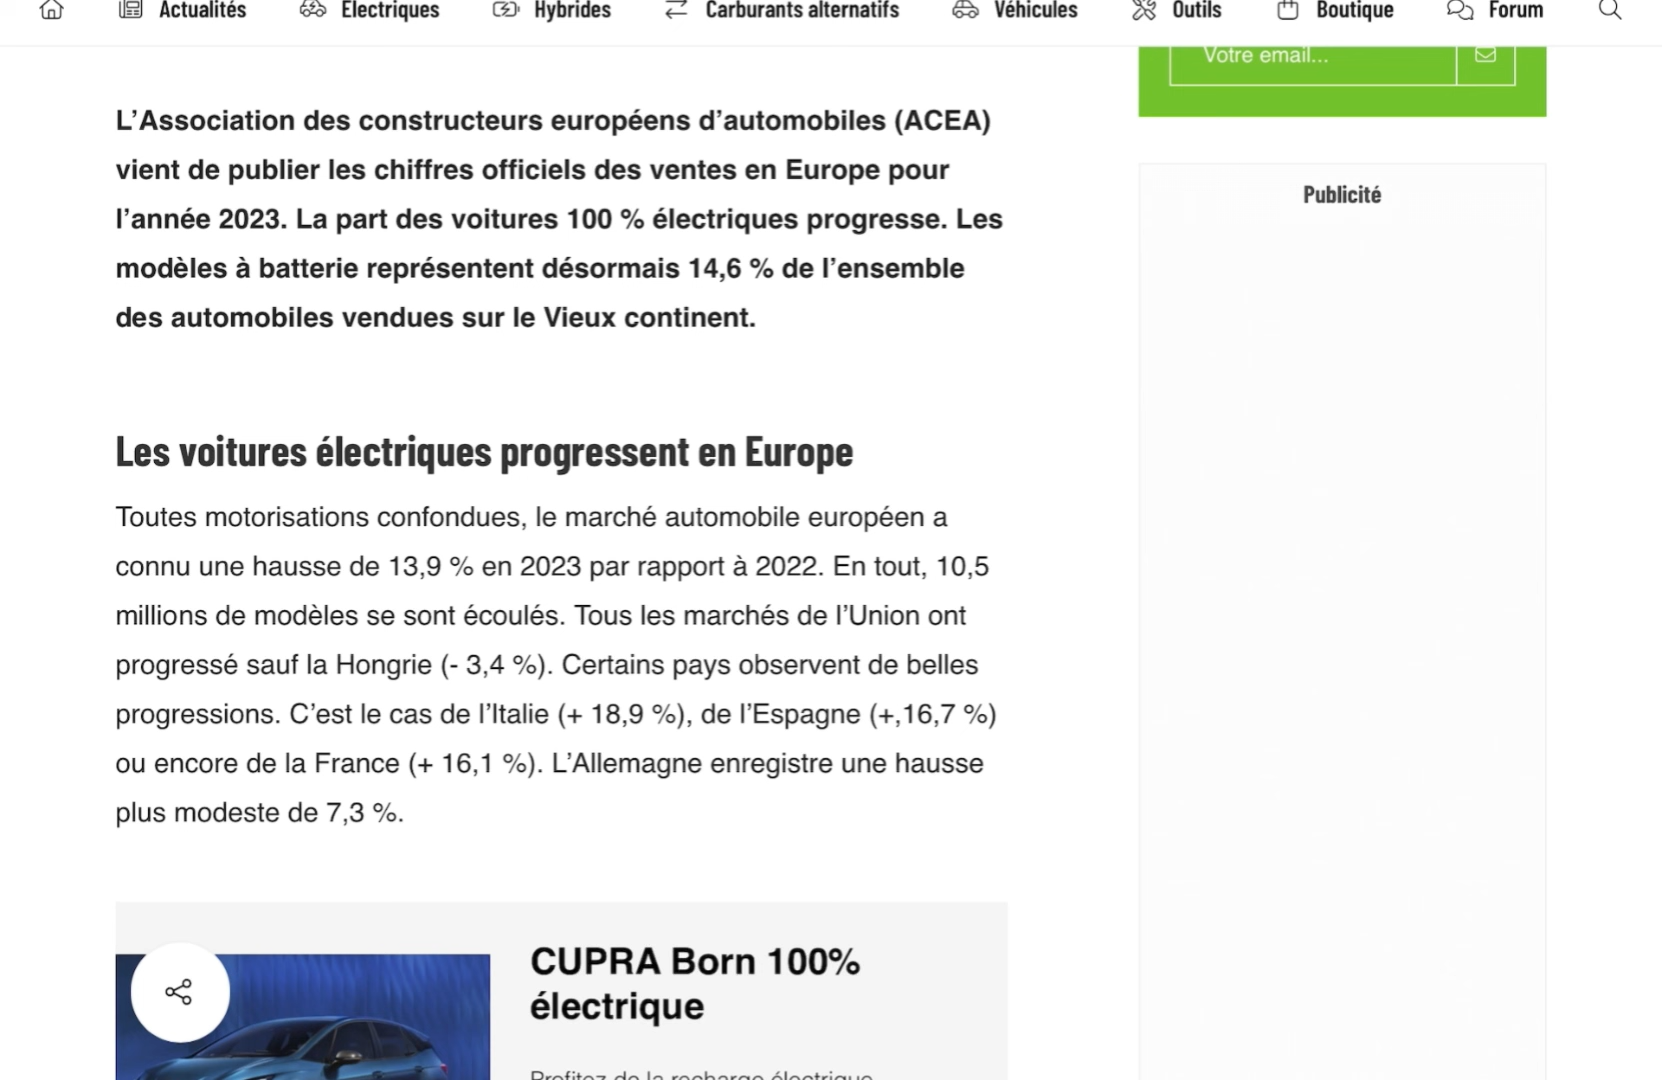 Actualités Electriques Hybrides Carburants alternatifs Véhicules Outils Boutique Forum
Votre email...
L’Association des constructeurs européens d’automobiles (ACEA)
vient de publier les chiffres officiels des ventes en Europe pour
l’année 2023. La part des voitures 100 % électriques progresse. Les
modèles à batterie représentent désormais 14,6 % de l’ensemble
des automobiles vendues sur le Vieux continent.
Les voitures électriques progressent en Europe
Toutes motorisations confondues, le marché automobile européen a
connu une hausse de 13,9 % en 2023 par rapport à 2022. En tout, 10,5
millions de modèles se sont écoulés. Tous les marchés de l’Union ont
progressé sauf la Hongrie (- 3,4 %). Certains pays observent de belles
progressions. C’est le cas de l’Italie (+ 18,9 %), de l’Espagne (+,16,7 %)
ou encore de la France (+ 16,1 %). L’Allemagne enregistre une hausse
plus modeste de 7,3 %.
CUPRA Born 100%
électrique
Profitez de la recharge électrique
Publicité